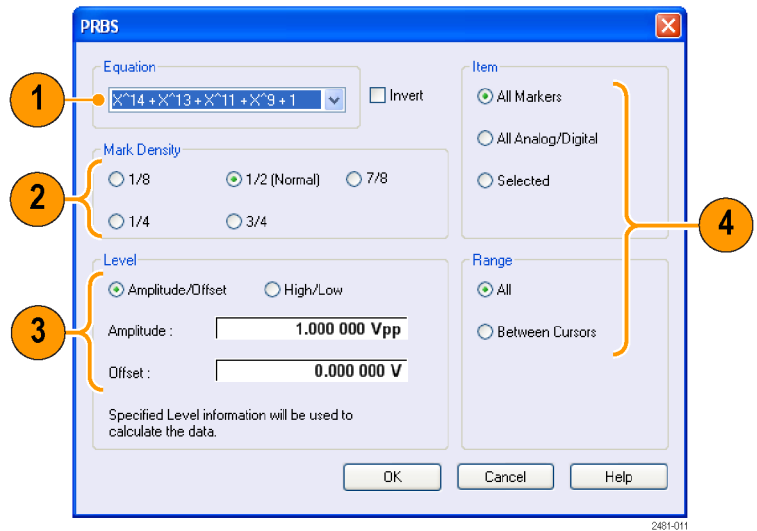 PRBS
Equation
1
X^14 + X^13 + X^11 + X^9 + 1
Invert
Mark Density
2
1/8
1/2 (Normal)
7/8
1/4
3/4
Level
3
Amplitude/Offset
High/Low
Amplitude :
1.000 000 Vpp
Offset :
0.000 000 V
Specified Level information will be used to
calculate the data.
Item
All Markers
All Analog/Digital
Selected
4
Range
All
Between Cursors
OK
Cancel
Help
2481-011